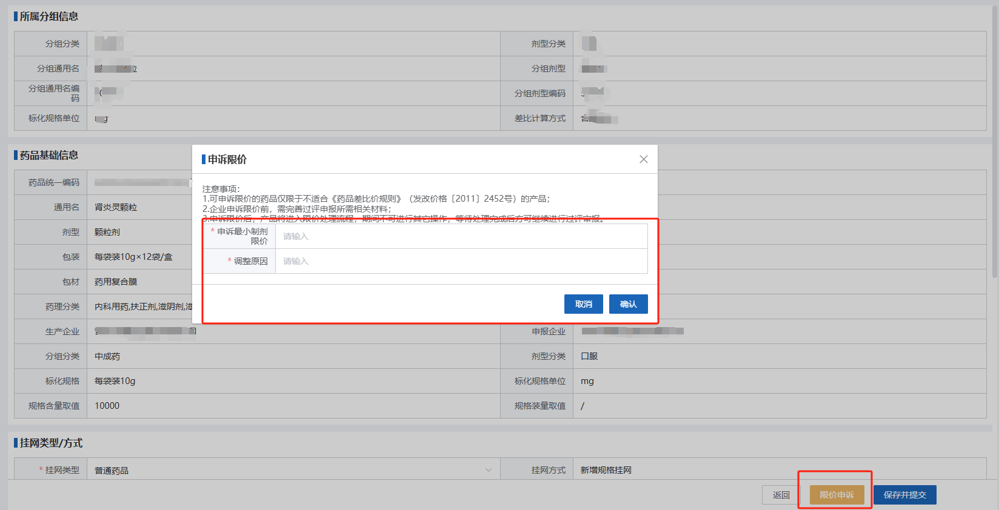 所属分组信息
分组分类
剂型分类
分组通用名
分组剂型
分组通用名编
码
分组剂型编码
标化规格单位
差比计算方式
药品基础信息
药品统一编码
通用名 肾炎灵颗粒
剂型 颗粒剂
包装 每袋装10g×12袋/盒
包材 药用复合膜
药理分类 内科用药,扶正剂,滋阴剂,滋
生产企业
申报企业
分组分类 中成药
剂型分类 口服
标化规格 每袋装10g
标化规格单位 mg
规格含量取值 10000
规格装量取值 /
申诉限价
注意事项：
1.可申诉限价的药品仅限于不适合《药品差比价规则》（发改价格〔2011〕2452号）的产品；
2.企业申诉限价前，需完善过评申报所需相关材料；
3.申诉限价后，产品将进入限价处理流程，期间不可进行其它操作，等待处理完成后方可继续进行过评审报。
* 申诉最小制剂
限价
请输入
* 调整原因 请输入
取消 确认
挂网类型/方式
* 挂网类型 普通药品
挂网方式 新增规格挂网
返回 限价申诉 保存并提交